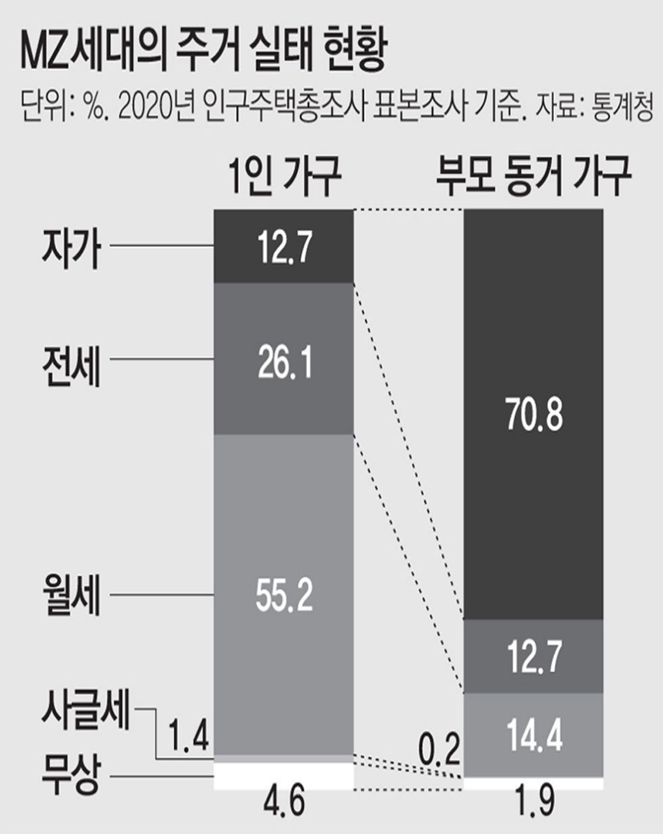 MZ세대의 주거 실태 현황
단위: %. 2020년 인구주택총조사 표본조사 기준. 자료: 통계청
1인 가구 부모 동거 가구
자가 12.7 70.8
전세 26.1 12.7
월세 55.2 14.4
사글세 1.4 0.2
무상 4.6 1.9